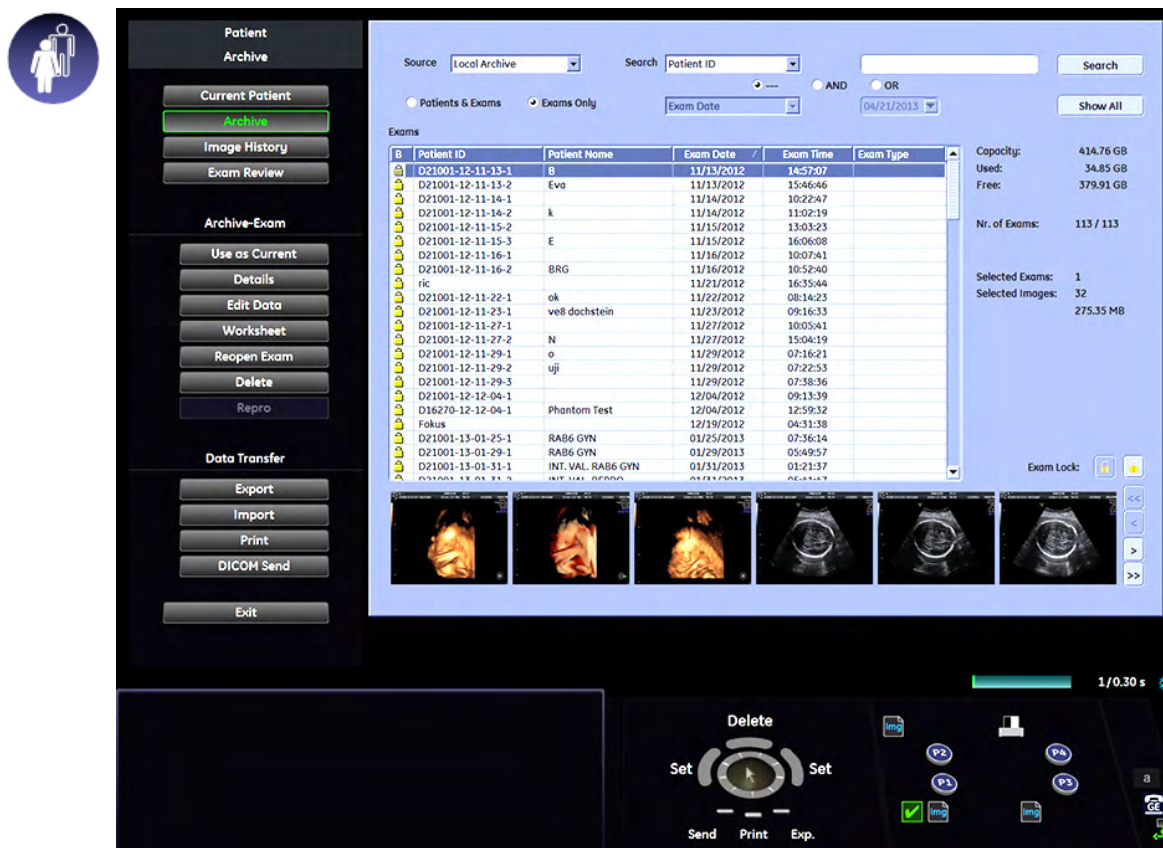 Patient
Archive
Current Patient
Archive
Image History
Exam Review
Archive-Exam
Use as Current
Details
Edit Data
Worksheet
Reopen Exam
Delete
Repro
Data Transfer
Export
Import
Print
DICOM Send
Exit
Source Local Archive Search Patient ID Search
--- AND OR
Patients & Exams Exams Only Exam Date 04/21/2013 Show All
Exams
B Patient ID Patient Name Exam Date / Exam Time Exam Type
D21001-12-11-13-1 B 11/13/2012 14:57:07
D21001-12-11-13-2 Eva 11/13/2012 15:46:46
D21001-12-11-14-1 11/14/2012 10:22:47
D21001-12-11-14-2 k 11/14/2012 11:02:19
D21001-12-11-15-2 11/15/2012 13:03:23
D21001-12-11-15-3 E 11/15/2012 16:06:08
D21001-12-11-16-1 11/16/2012 10:07:41
D21001-12-11-16-2 BRG 11/16/2012 10:52:40
ric 11/21/2012 16:35:44
D21001-12-11-22-1 ok 11/22/2012 08:14:23
D21001-12-11-23-1 ve8 dachstein 11/23/2012 09:16:33
D21001-12-11-27-1 11/27/2012 10:05:41
D21001-12-11-27-2 N 11/27/2012 15:04:19
D21001-12-11-29-1 o 11/29/2012 07:16:21
D21001-12-11-29-2 uji 11/29/2012 07:22:53
D21001-12-11-29-3 11/29/2012 07:38:36
D21001-12-12-04-1 12/04/2012 09:13:39
D16270-12-12-04-1 Phantom Test 12/04/2012 12:59:32
Fokus 12/19/2012 04:31:38
D21001-13-01-25-1 RAB6 GYN 01/25/2013 07:36:14
D21001-13-01-29-1 RAB6 GYN 01/29/2013 05:49:57
D21001-13-01-31-1 INT. VAL. RAB6 GYN 01/31/2013 01:21:37
Capacity: 414.76 GB
Used: 34.85 GB
Free: 379.91 GB
Nr. of Exams: 113 / 113
Selected Exams: 1
Selected Images: 32
275.35 MB
Exam Lock:
<<
<
>
>>
1/0.30 s
Delete
Set Set
Send Print Exp.
Img
P2 P4
P1 P3
Img Img
a
GE